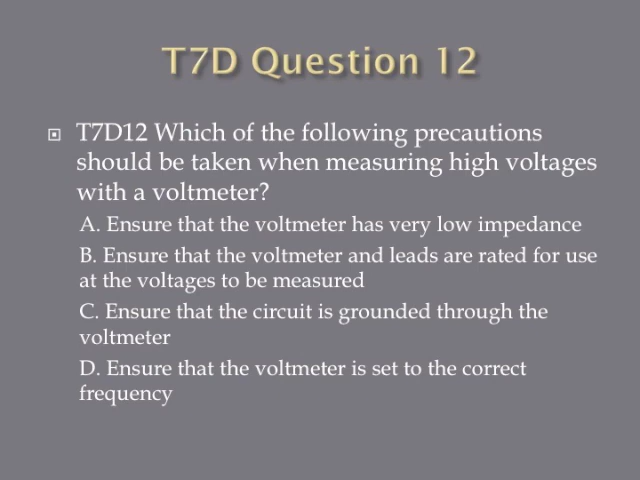 T7D Question 12
T7D12 Which of the following precautions
should be taken when measuring high voltages
with a voltmeter?
A. Ensure that the voltmeter has very low impedance
B. Ensure that the voltmeter and leads are rated for use
at the voltages to be measured
C. Ensure that the circuit is grounded through the
voltmeter
D. Ensure that the voltmeter is set to the correct
frequency